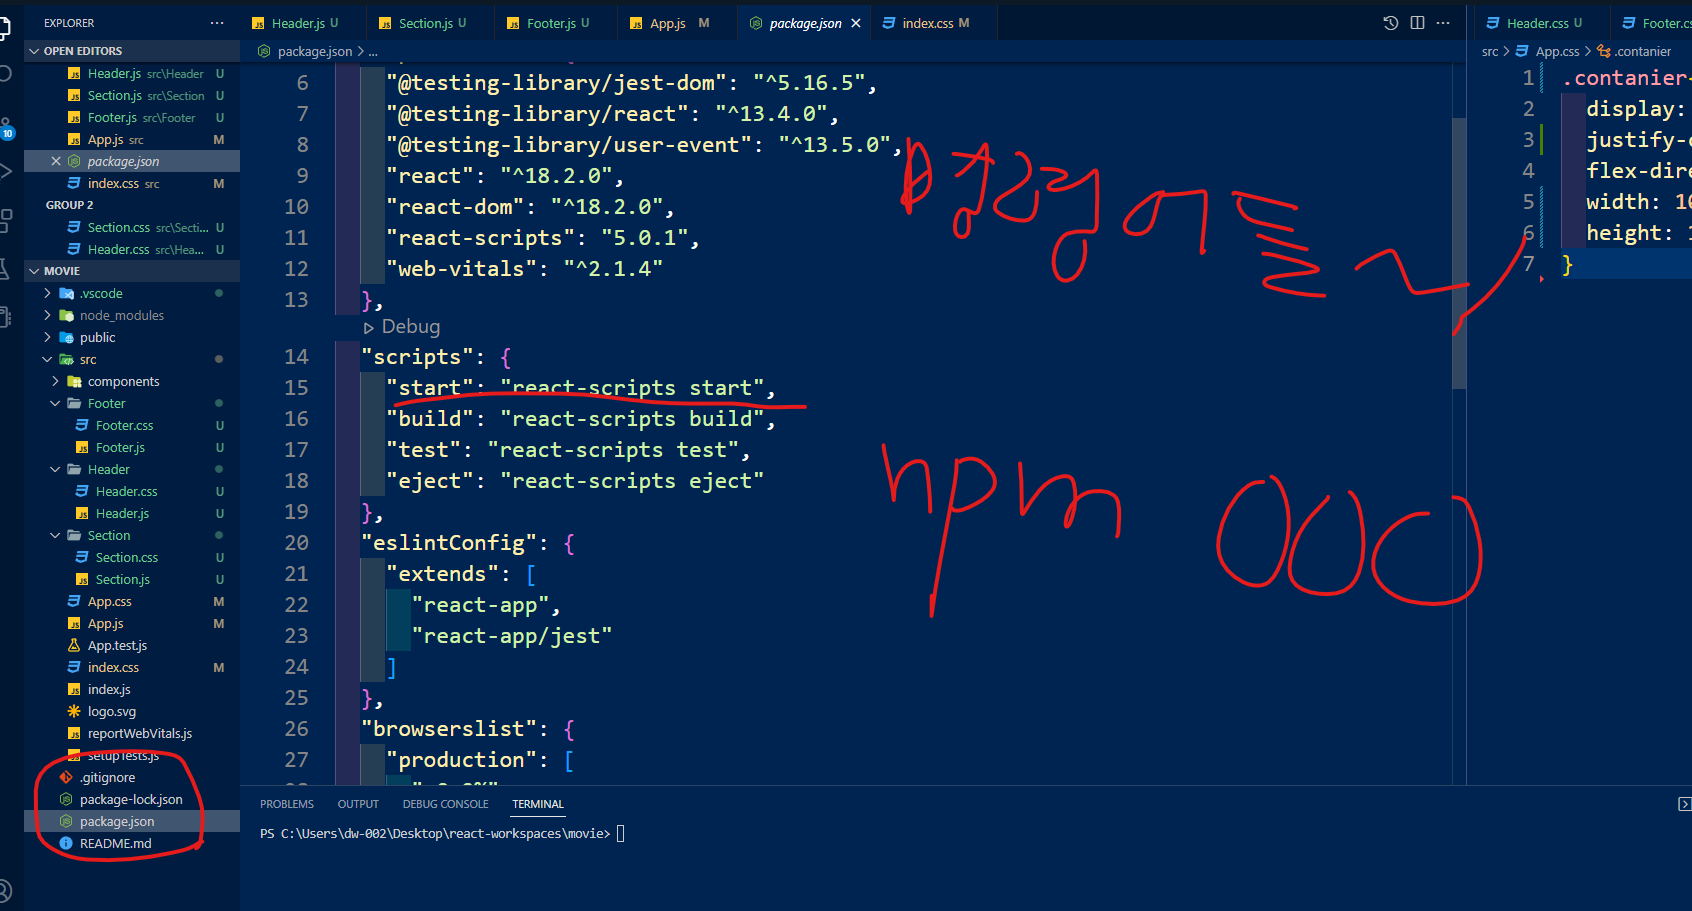 EXPLORER ...
OPEN EDITORS
Header.js src\Header U
Section.js src\Section U
Footer.js src\Footer U
App.js src M
package.json
index.css src M
GROUP 2
Section.css src\Secti... U
Header.css src\Hea... U
MOVIE
.vscode
node_modules
public
src
components
Footer
Footer.css U
Footer.js U
Header
Header.css U
Header.js U
Section
Section.css U
Section.js U
App.css M
App.js M
App.test.js
index.css M
index.js
logo.svg
reportWebVitals.js
setupTests.js
.gitignore
package-lock.json
package.json
README.md
10
Header.js U Section.js U Footer.js U App.js M package.json index.css M
package.json > ...
6 "@testing-library/jest-dom": "^5.16.5",
7 "@testing-library/react": "^13.4.0",
8 "@testing-library/user-event": "^13.5.0",
9 "react": "^18.2.0",
10 "react-dom": "^18.2.0",
11 "react-scripts": "5.0.1",
12 "web-vitals": "^2.1.4"
13 },
Debug
14 "scripts": {
15 "start": "react-scripts start",
16 "build": "react-scripts build",
17 "test": "react-scripts test",
18 "eject": "react-scripts eject"
19 },
20 "eslintConfig": {
21 "extends": [
22 "react-app",
23 "react-app/jest"
24 ]
25 },
26 "browserslist": {
27 "production": [
명령어들
npm 000
Header.css U Footer.cs
src > App.css > .contanier
1 .contanier{
2 display:
3 justify-c
4 flex-dire
5 width: 10
6 height: 1
7 }
PROBLEMS OUTPUT DEBUG CONSOLE TERMINAL
PS C:\Users\dw-002\Desktop\react-workspaces\movie>